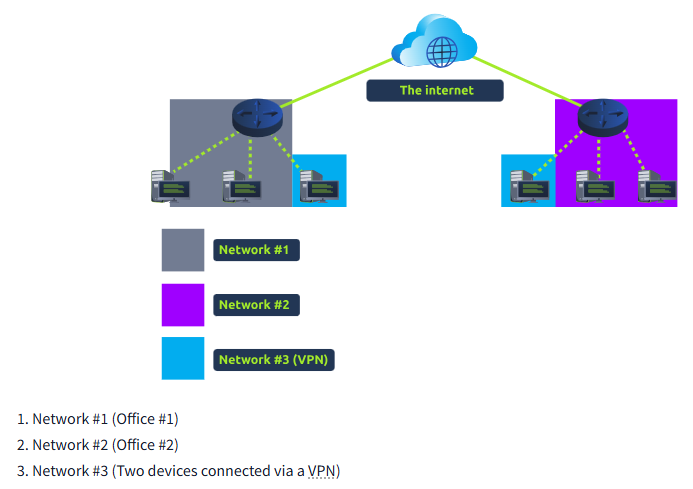 The internet
Network #1
Network #2
Network #3 (VPN)
1. Network #1 (Office #1)
2. Network #2 (Office #2)
3. Network #3 (Two devices connected via a VPN)